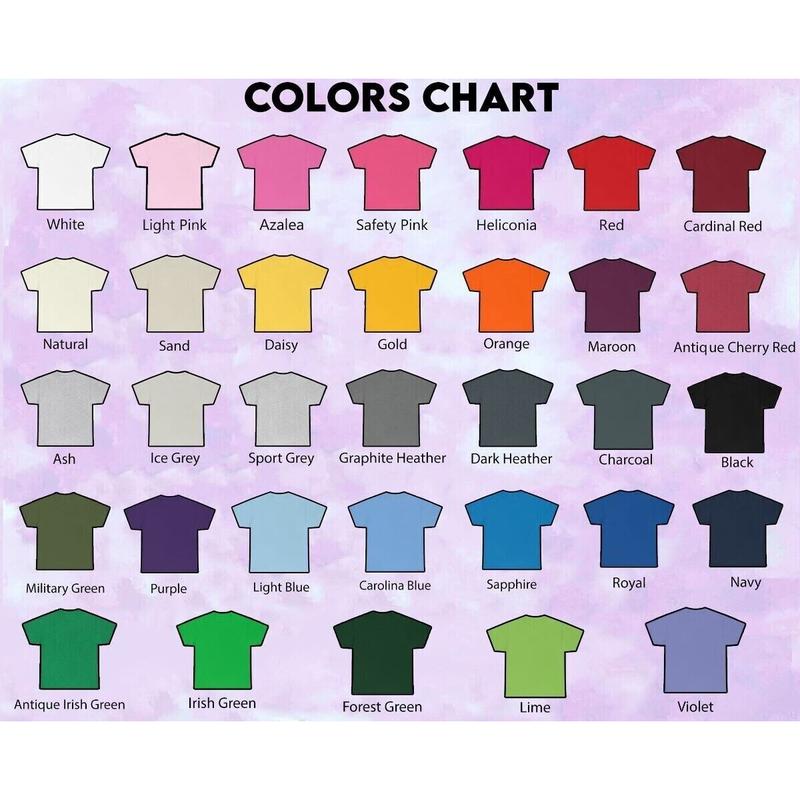 COLORS CHART
White Light Pink Azalea Safety Pink Heliconia Red Cardinal Red
Natural Sand Daisy Gold Orange Maroon Antique Cherry Red
Ash Ice Grey Sport Grey Graphite Heather Dark Heather Charcoal Black
Military Green Purple Light Blue Carolina Blue Sapphire Royal Navy
Antique Irish Green Irish Green Forest Green Lime Violet